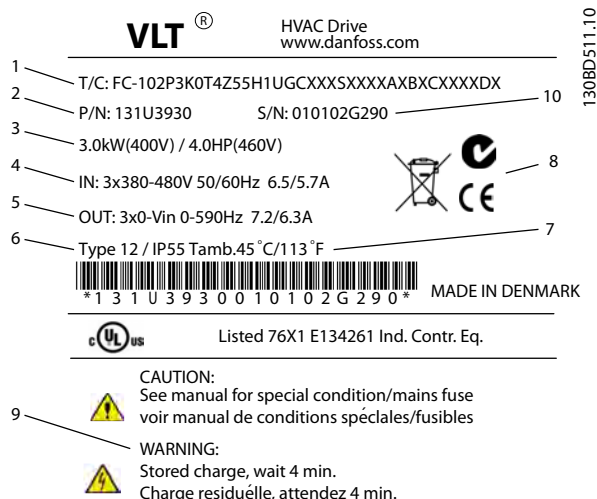 VLT ®
HVAC Drive
www.danfoss.com
130BD511.10
1
T/C: FC-102P3K0T4Z55H1UGCXXXSXXXXAXBXCXXXXDX
2
P/N: 131U3930 S/N: 010102G290
10
3
3.0kW(400V) / 4.0HP(460V)
4
IN: 3x380-480V 50/60Hz 6.5/5.7A
8
CE
5
OUT: 3x0-Vin 0-590Hz 7.2/6.3A
6
Type 12 / IP55 Tamb.45˚C/113˚F
7
*131U3930010102G290*
MADE IN DENMARK
c UL us
Listed 76X1 E134261 Ind. Contr. Eq.
CAUTION:
See manual for special condition/mains fuse
voir manual de conditions spéclales/fusibles
9
WARNING:
Stored charge, wait 4 min.
Charge residuélle, attendez 4 min.